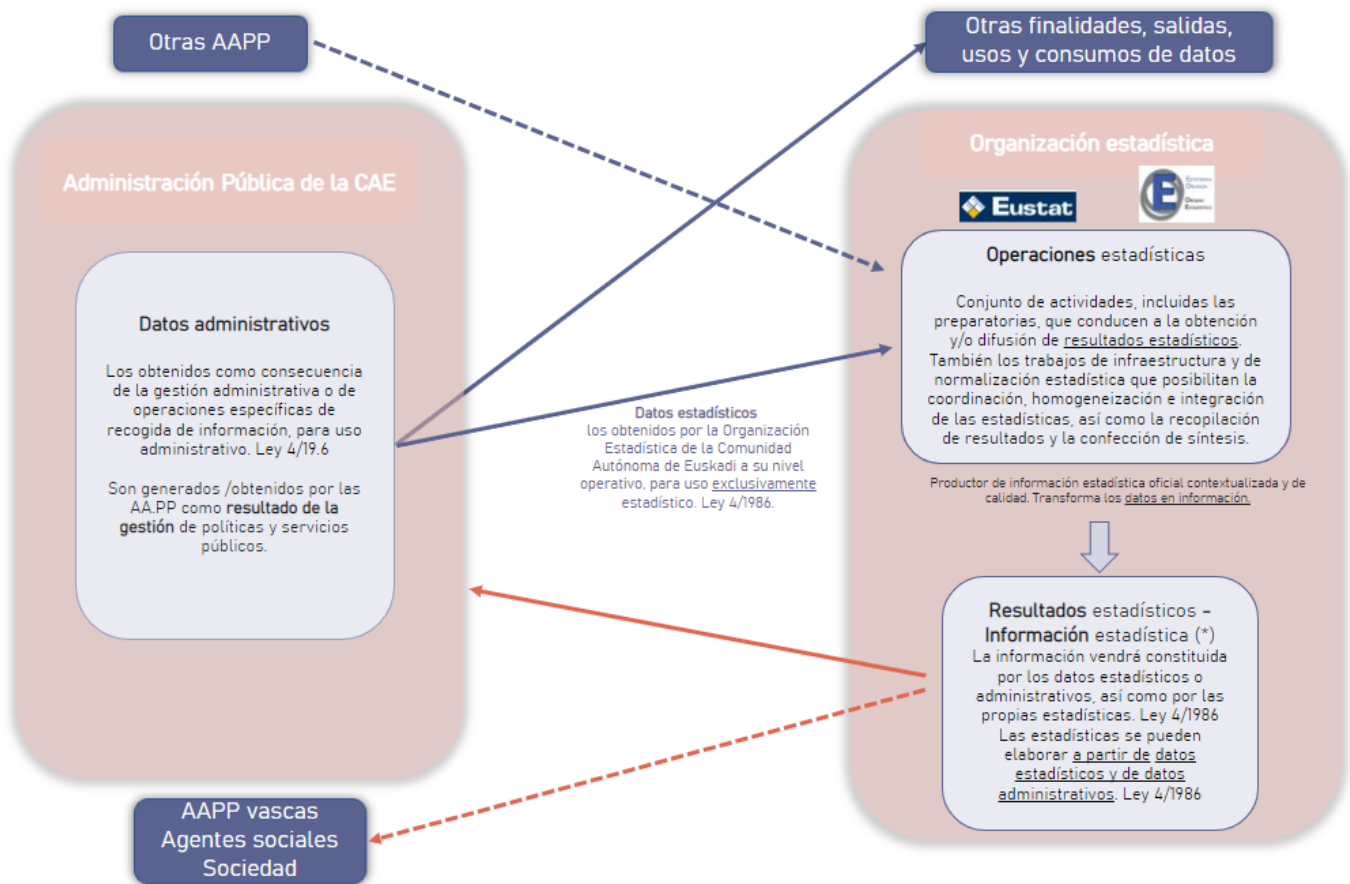 Otras AAPP
Otras finalidades, salidas,
usos y consumos de datos
Administración Pública de la CAE
Datos administrativos
Los obtenidos como consecuencia
de la gestión administrativa o de
operaciones específicas de
recogida de información, para uso
administrativo. Ley 4/19.6
Son generados /obtenidos por las
AA.PP como resultado de la
gestión de políticas y servicios
públicos.
Datos estadísticos
los obtenidos por la Organización
Estadística de la Comunidad
Autónoma de Euskadi a su nivel
operativo, para uso exclusivamente
estadístico. Ley 4/1986.
Organización estadística
Eustat
Operaciones estadísticas
Conjunto de actividades, incluidas las
preparatorias, que conducen a la obtención
y/o difusión de resultados estadísticos.
También los trabajos de infraestructura y de
normalización estadística que posibilitan la
coordinación, homogeneización e integración
de las estadísticas, así como la recopilación
de resultados y la confección de síntesis.
Productor de información estadística oficial contextualizada y de
calidad. Transforma los datos en información.
Resultados estadísticos –
Información estadística (*)
La información vendrá constituida
por los datos estadísticos o
administrativos, así como por las
propias estadísticas. Ley 4/1986
Las estadísticas se pueden
elaborar a partir de datos
estadísticos y de datos
administrativos. Ley 4/1986
AAPP vascas
Agentes sociales
Sociedad